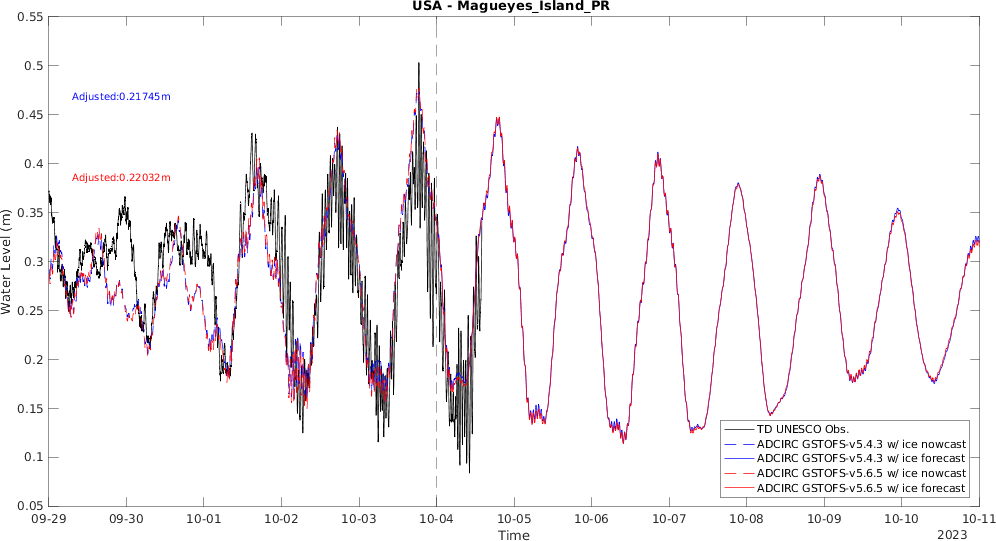 USA - Magueyes_Island_PR
0.55
0.5
0.45
0.4
0.35
0.3
0.25
0.2
0.15
0.1
0.05
Water Level (m)
Adjusted:0.21745m
Adjusted:0.22032m
TD UNESCO Obs.
ADCIRC GSTOFS-v5.4.3 w/ ice nowcast
ADCIRC GSTOFS-v5.4.3 w/ ice forecast
ADCIRC GSTOFS-v5.6.5 w/ ice nowcast
ADCIRC GSTOFS-v5.6.5 w/ ice forecast
09-29 09-30 10-01 10-02 10-03 10-04 10-05 10-06 10-07 10-08 10-09 10-10 10-11
Time
2023